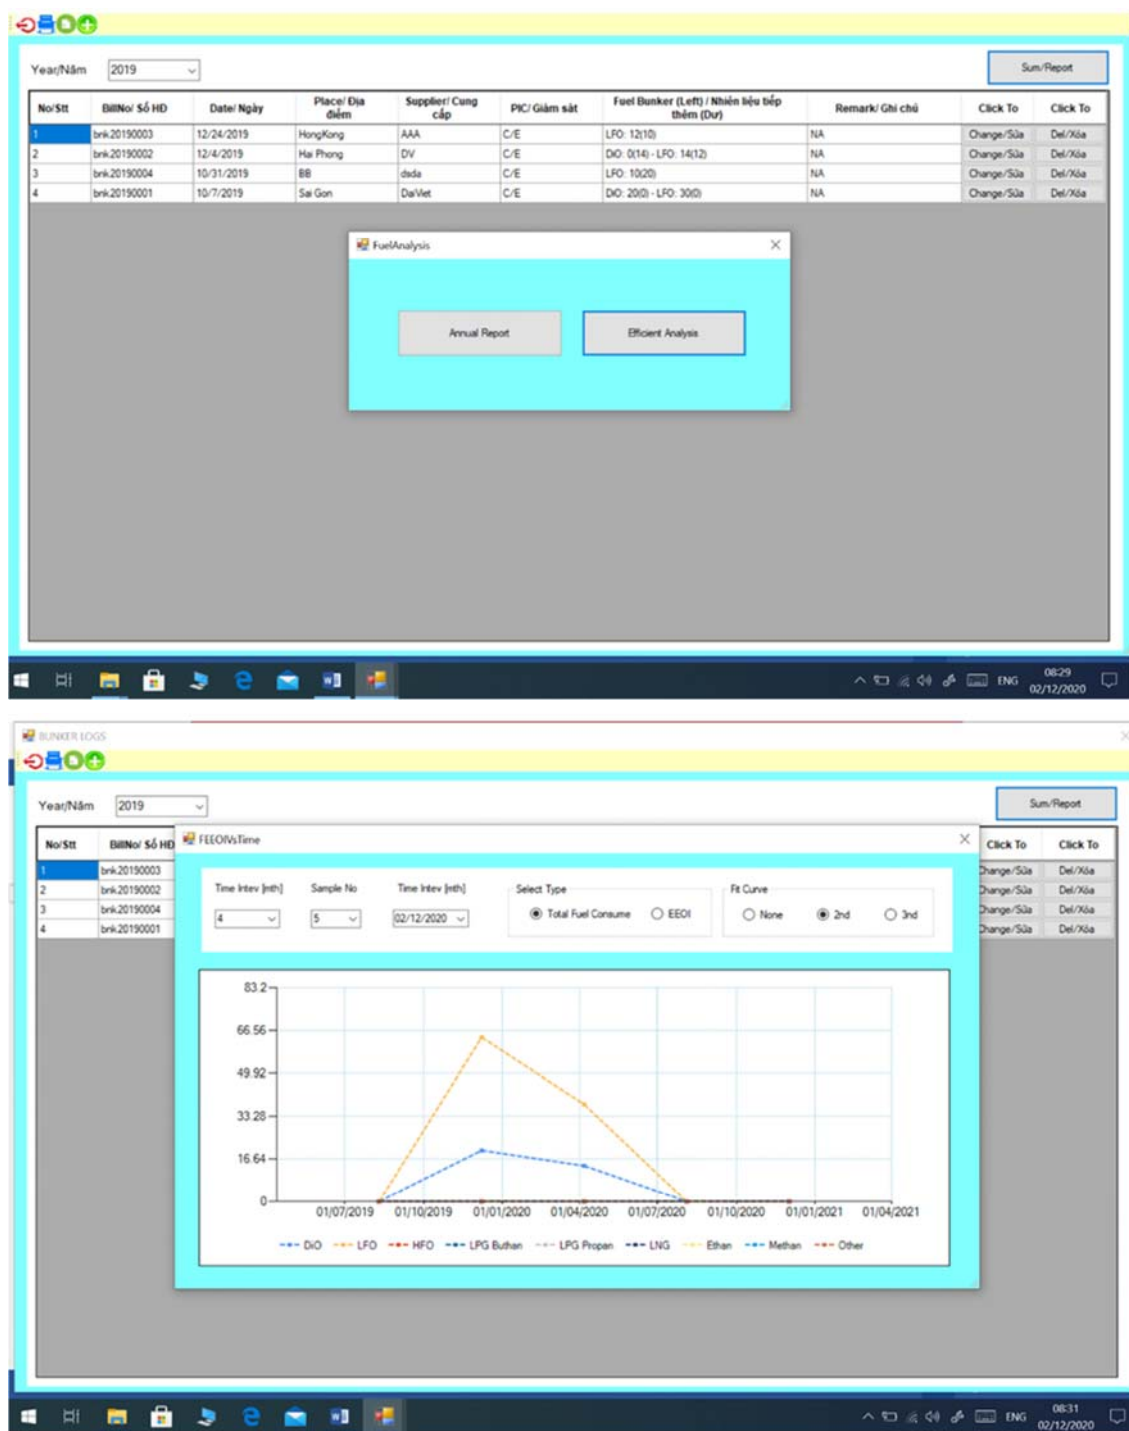 Year/Năm 2019 Sum/Report
No/Stt BillNo/ Số HĐ Date/ Ngày Place/ Địa điểm Supplier/ Cung cấp PIC/ Giám sát Fuel Bunker (Left) / Nhiên liệu tiếp thêm (Dư) Remark/ Ghi chú Click To Click To
1 bnk20190003 12/24/2019 HongKong AAA C/E LFO: 12(10) NA Change/Sửa Del/Xóa
2 bnk20190002 12/4/2019 Hai Phong DV C/E DiO: 0(14) - LFO: 14(12) NA Change/Sửa Del/Xóa
3 bnk20190004 10/31/2019 BB dsda C/E LFO: 10(20) NA Change/Sửa Del/Xóa
4 bnk20190001 10/7/2019 Sai Gon DaiViet C/E DiO: 20(0) - LFO: 30(0) NA Change/Sửa Del/Xóa
FuelAnalysis
Annual Report Efficient Analysis
ENG 08:29
02/12/2020
BUNKER LOGS
Year/Năm 2019 Sum/Report
No/Stt BillNo/ Số HĐ FEEOIVsTime Click To Click To
1 bnk20190003 Change/Sửa Del/Xóa
2 bnk20190002 Change/Sửa Del/Xóa
3 bnk20190004 Change/Sửa Del/Xóa
4 bnk20190001 Change/Sửa Del/Xóa
Time Intev [mth] Sample No Time Intev [mth] Select Type Fit Curve
4 5 02/12/2020 Total Fuel Consume EEOI None 2nd 3nd
83.2
66.56
49.92
33.28
16.64
0
01/07/2019 01/10/2019 01/01/2020 01/04/2020 01/07/2020 01/10/2020 01/01/2021 01/04/2021
DiO LFO HFO LPG Buthan LPG Propan LNG Ethan Methan Other
ENG 08:31
02/12/2020